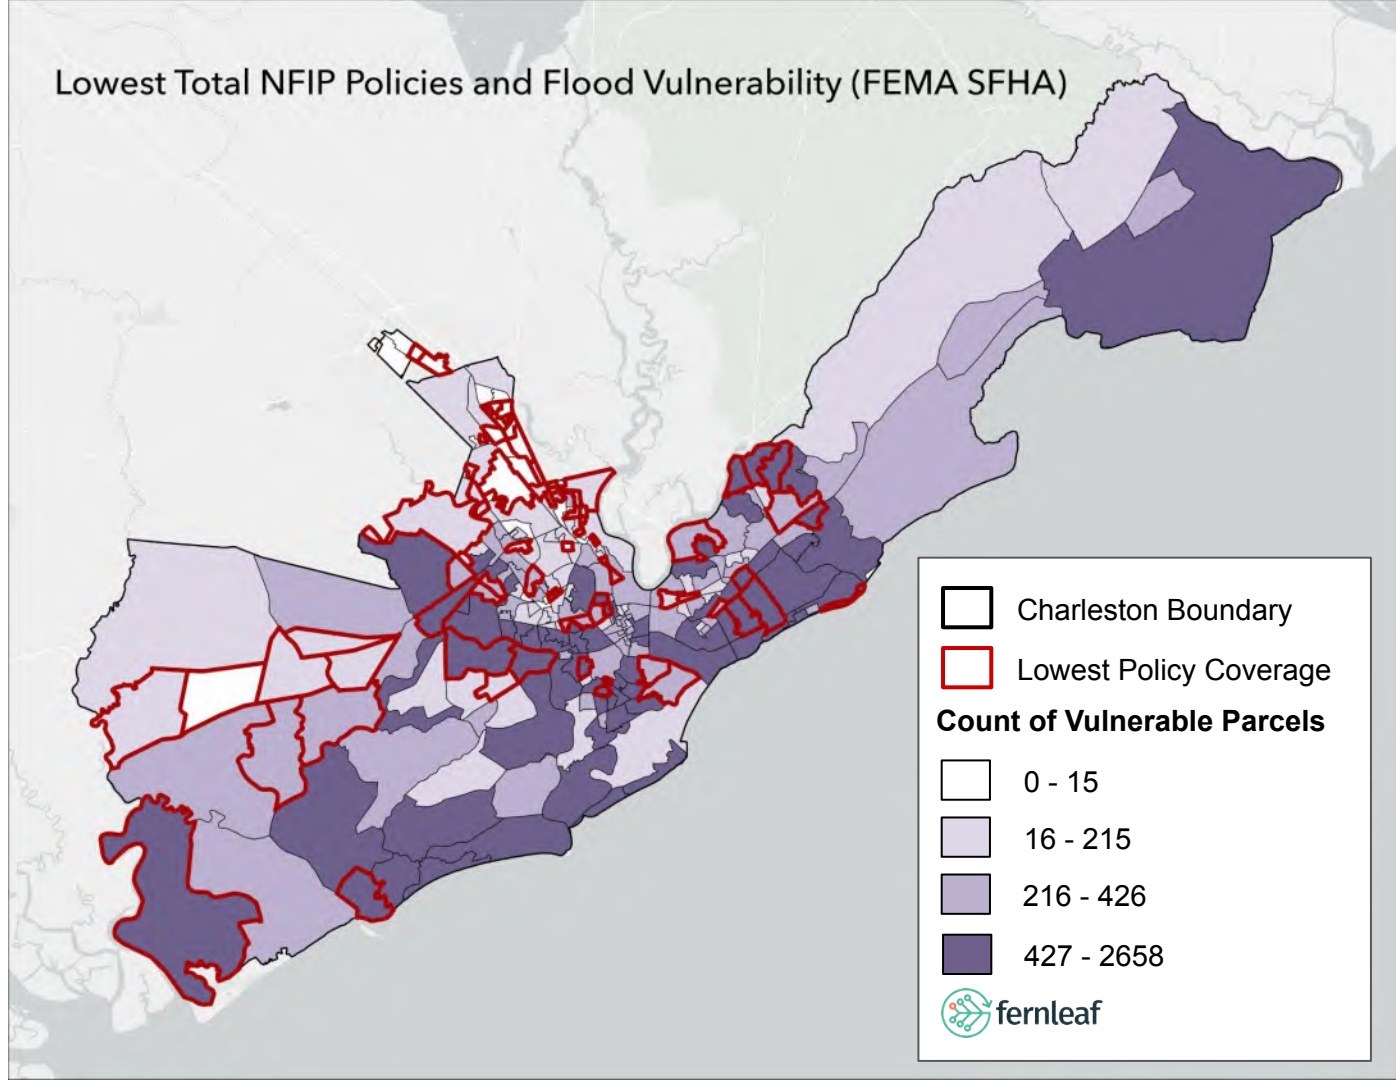 Lowest Total NFIP Policies and Flood Vulnerability (FEMA SFHA)
Charleston Boundary
Lowest Policy Coverage
Count of Vulnerable Parcels
0 - 15
16 - 215
216 - 426
427 - 2658
fernleaf